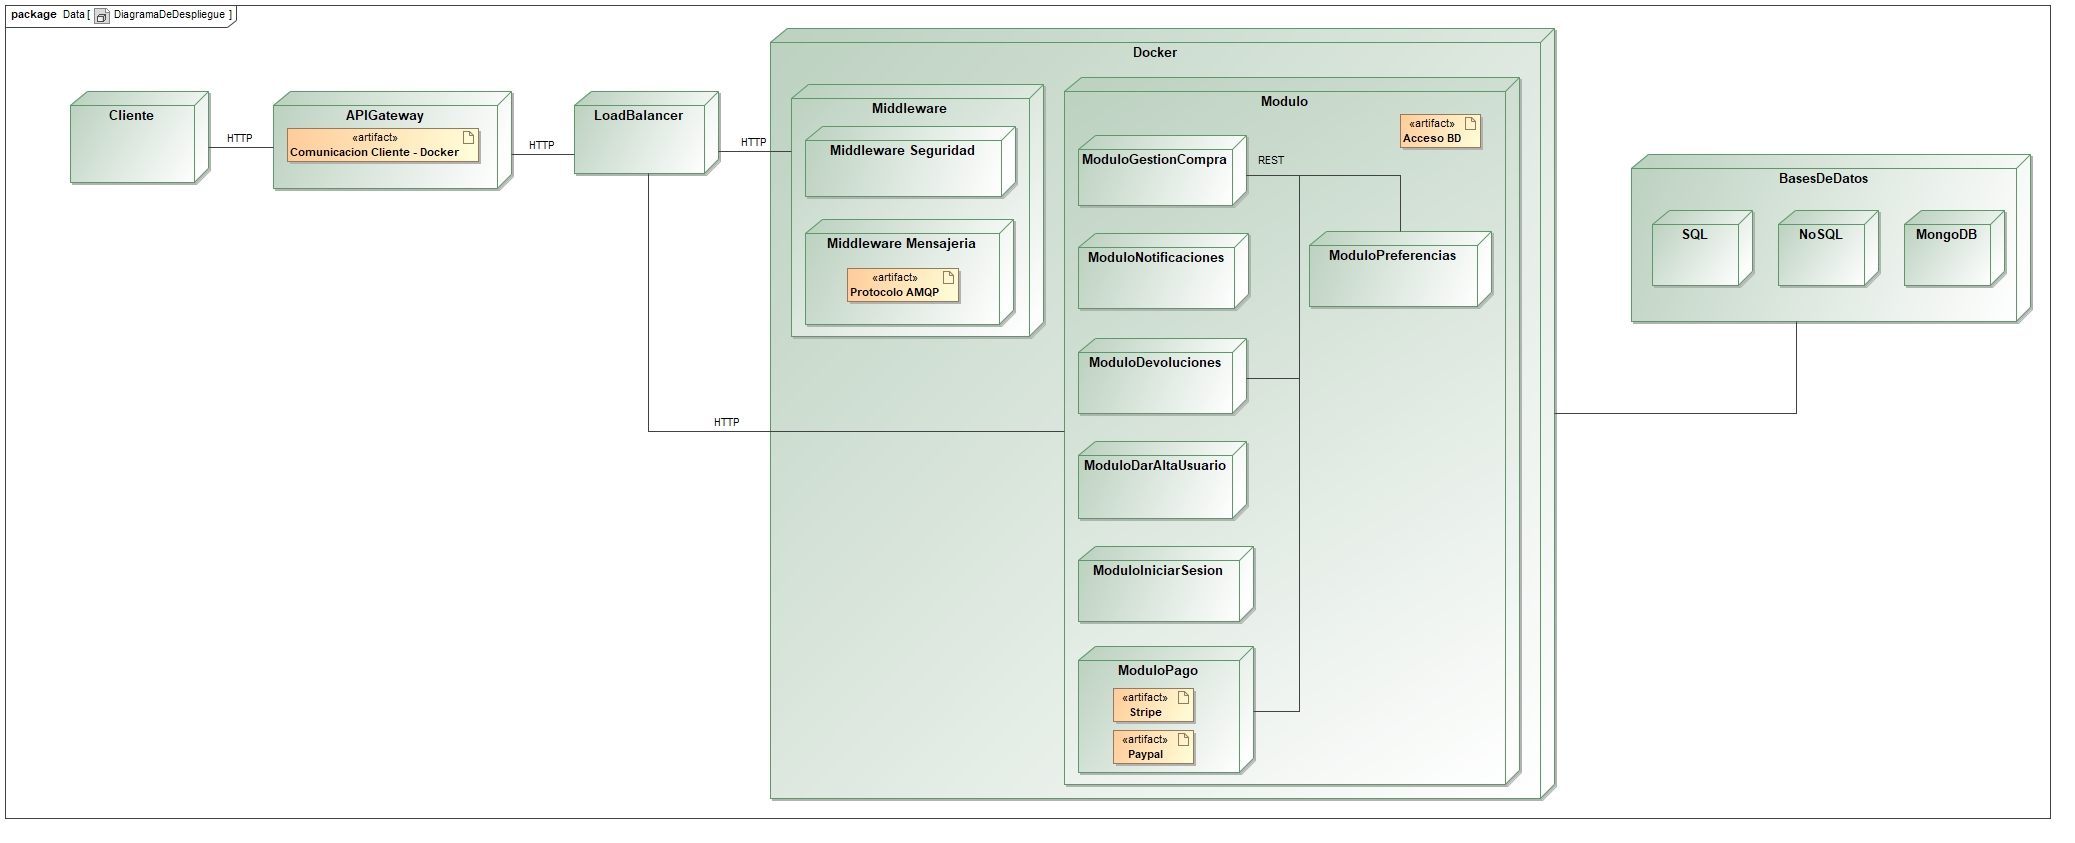 package Data [ DiagramaDeDespliegue ]
Cliente
HTTP
APIGateway
«artifact»
Comunicacion Cliente - Docker
HTTP
LoadBalancer
HTTP
HTTP
Docker
Middleware
Middleware Seguridad
Middleware Mensajeria
«artifact»
Protocolo AMQP
Modulo
«artifact»
Acceso BD
ModuloGestionCompra
REST
ModuloNotificaciones
ModuloPreferencias
ModuloDevoluciones
ModuloDarAltaUsuario
ModuloIniciarSesion
ModuloPago
«artifact»
Stripe
«artifact»
Paypal
BasesDeDatos
SQL
NoSQL
MongoDB